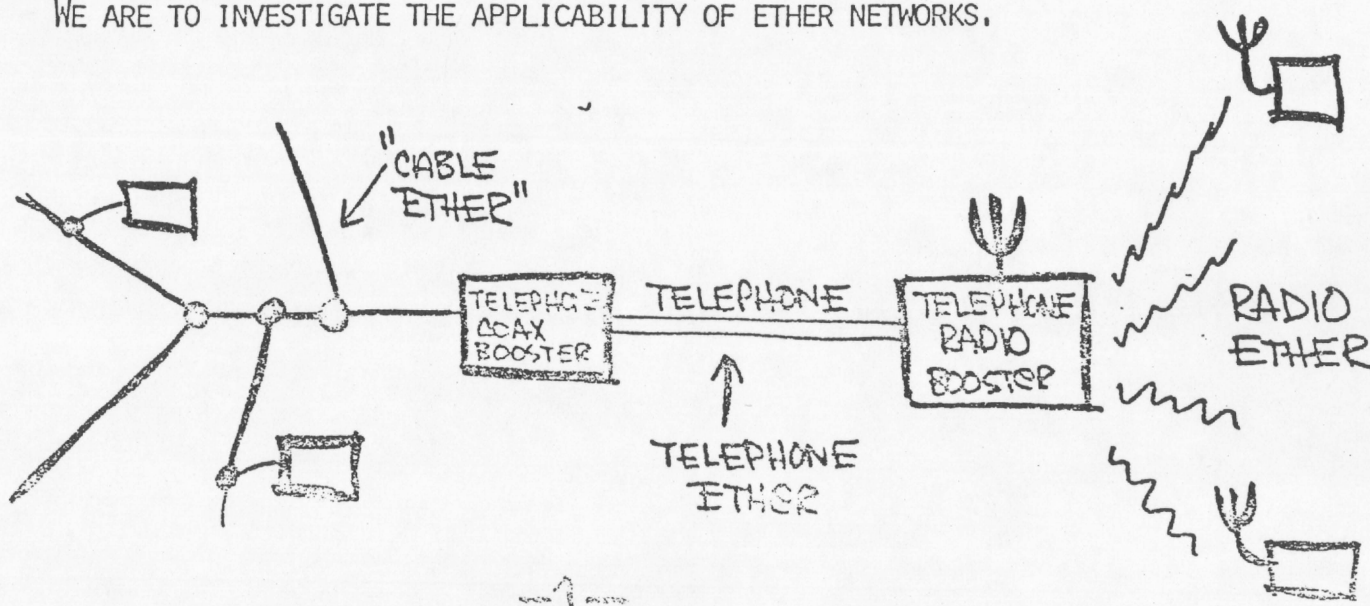 WE ARE TO INVESTIGATE THE APPLICABILITY OF ETHER NETWORKS.
"CABLE
ETHER"
TELEPHONE
COAX
BOOSTER
TELEPHONE
TELEPHONE
ETHER
TELEPHONE
RADIO
BOOSTER
RADIO
ETHER
--1--